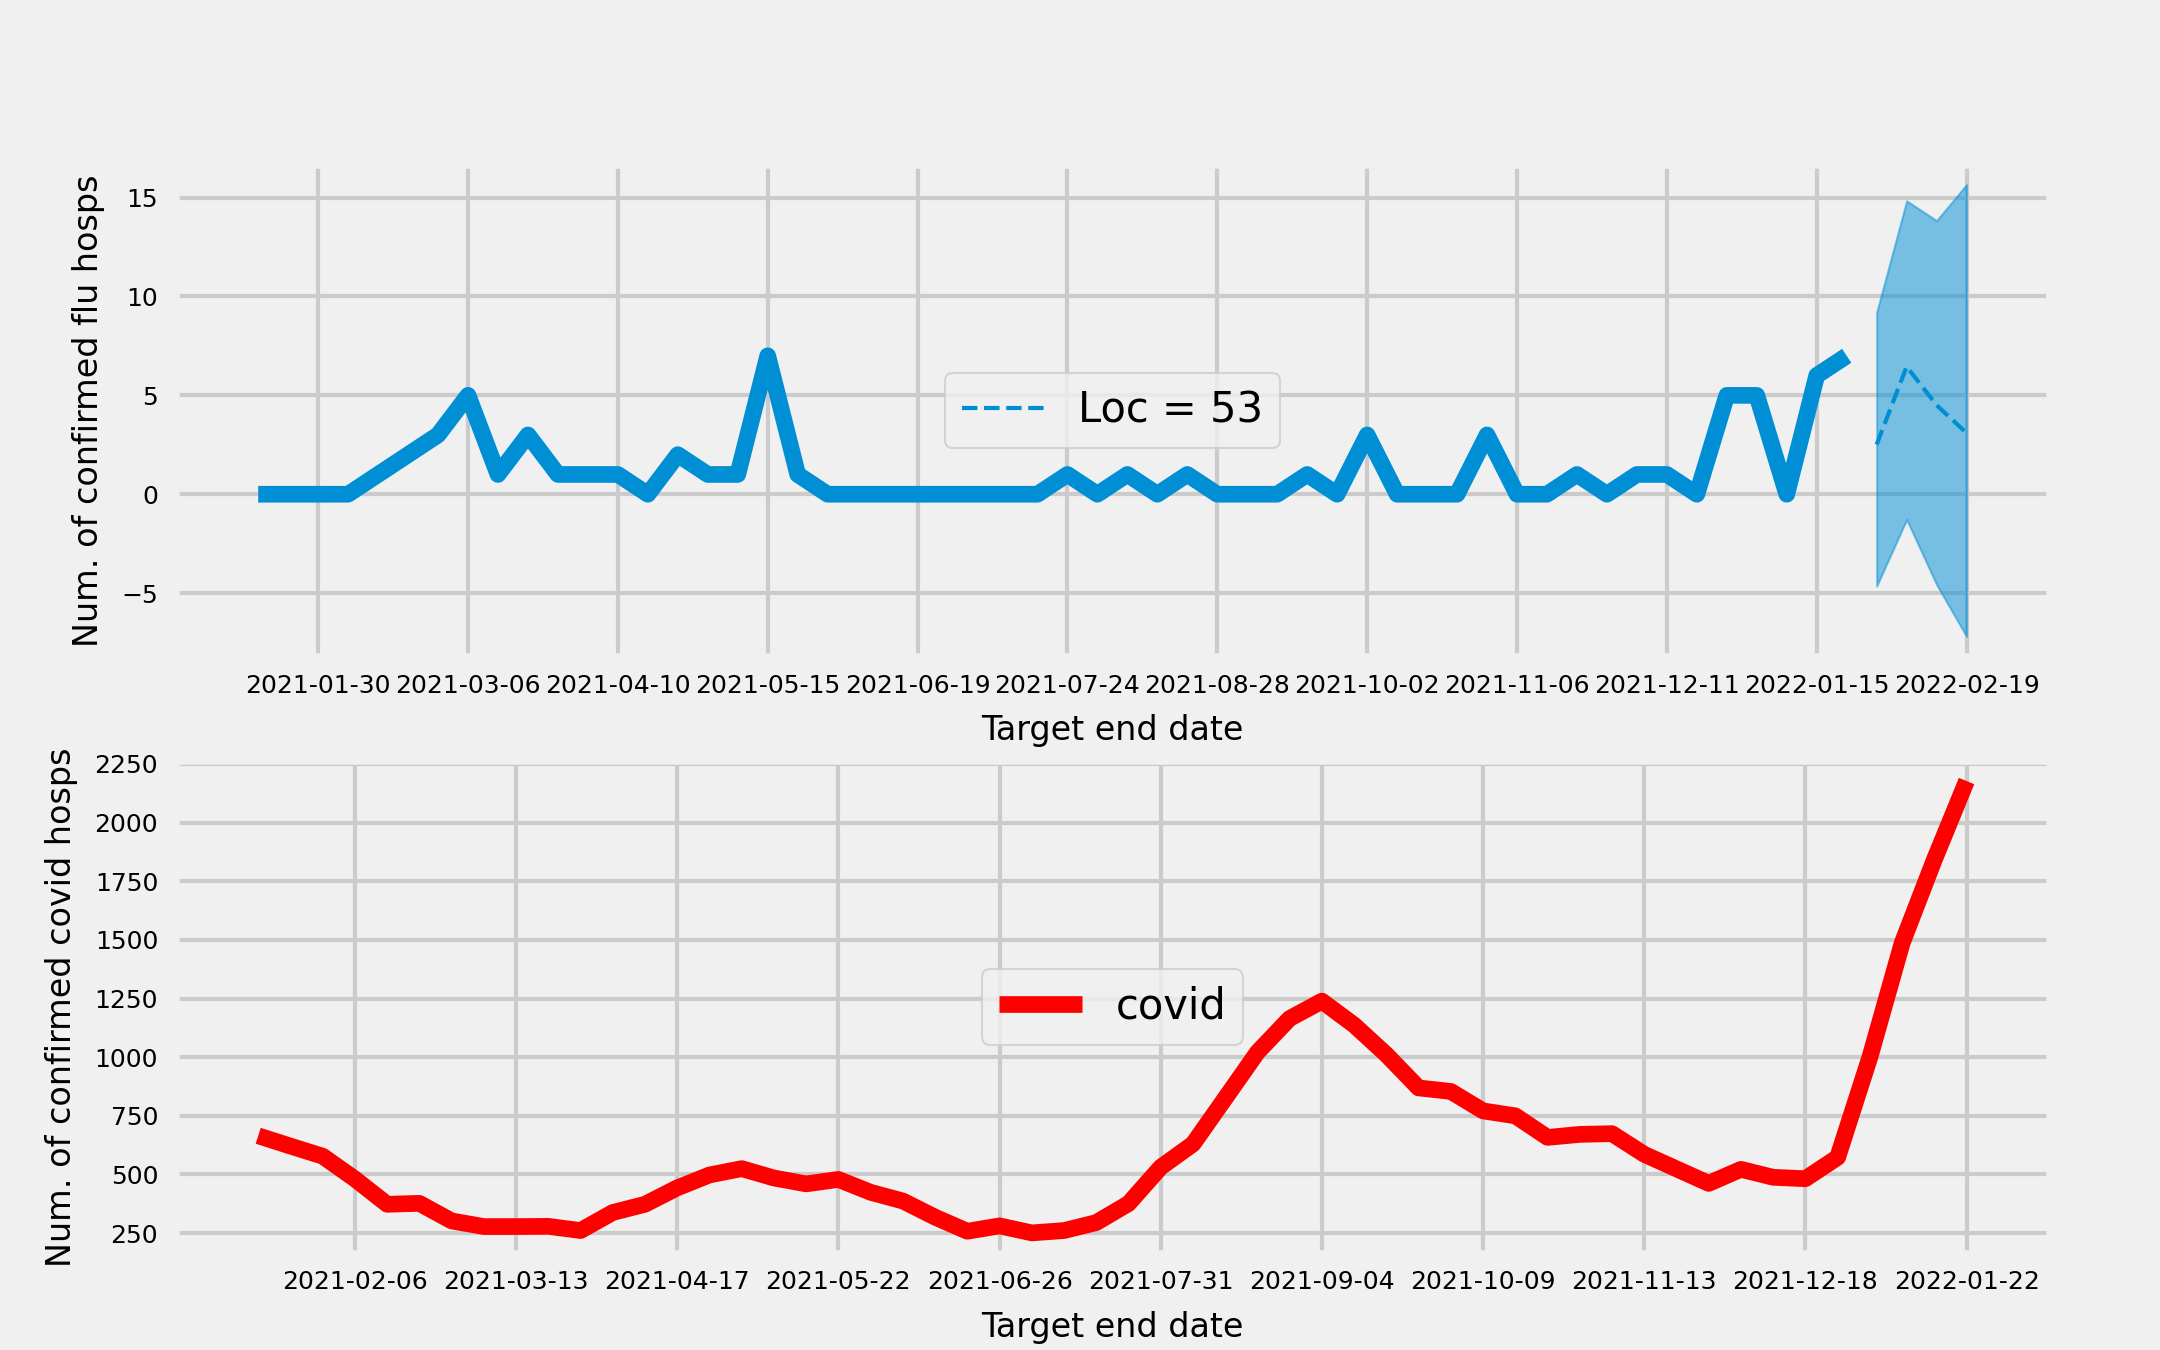 Num. of confirmed flu hosps
15
10
5
0
−5
Loc = 53
2021-01-30 2021-03-06 2021-04-10 2021-05-15 2021-06-19 2021-07-24 2021-08-28 2021-10-02 2021-11-06 2021-12-11 2022-01-15 2022-02-19
Target end date
Num. of confirmed covid hosps
2250
2000
1750
1500
1250
1000
750
500
250
covid
2021-02-06 2021-03-13 2021-04-17 2021-05-22 2021-06-26 2021-07-31 2021-09-04 2021-10-09 2021-11-13 2021-12-18 2022-01-22
Target end date